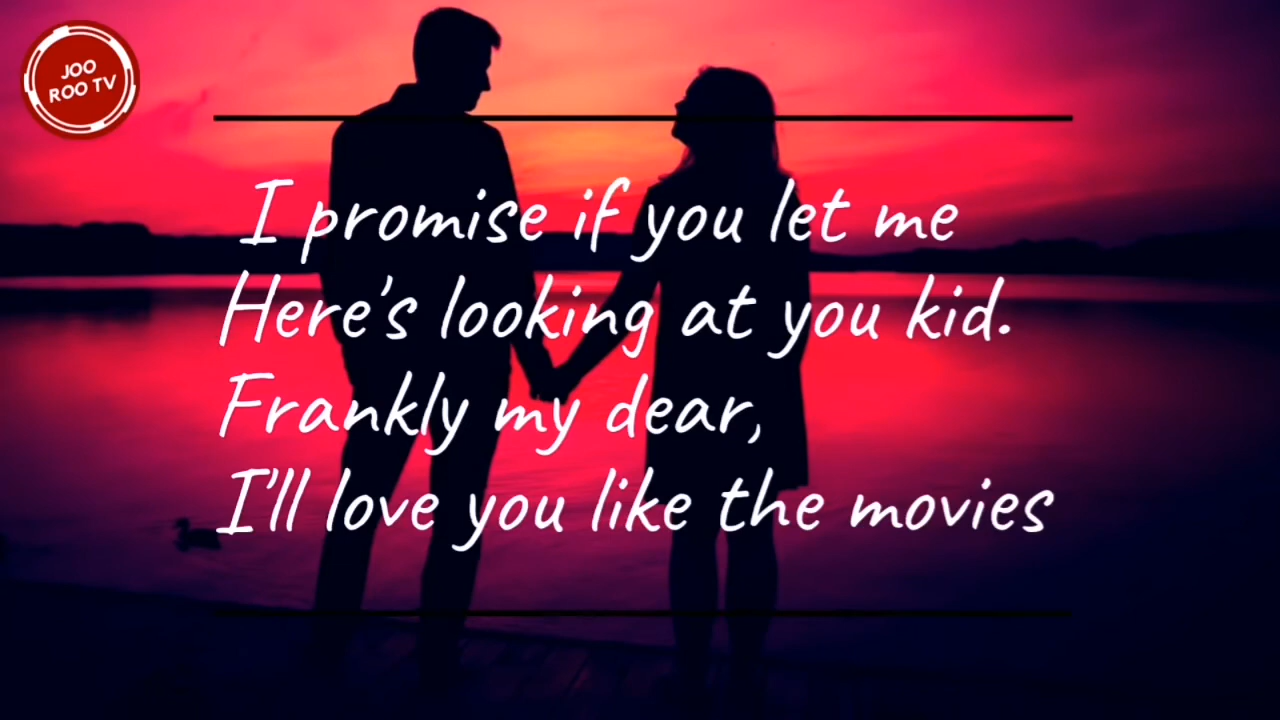 JOO
ROO TV
I promise if you let me
Here's looking at you kid.
Frankly my dear,
I'll love you like the movies